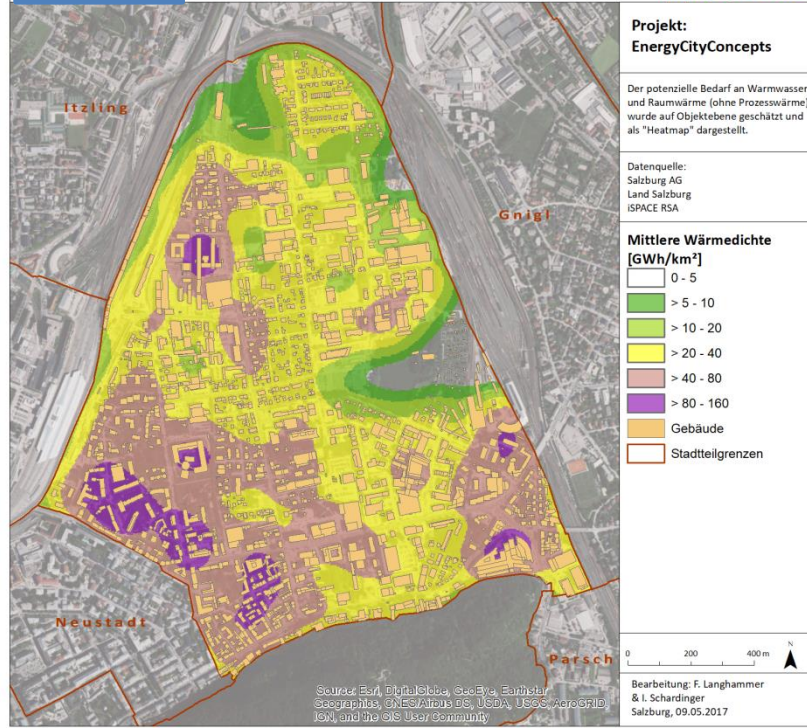 Projekt:
EnergyCityConcepts
Der potenzielle Bedarf an Warmwasser
und Raumwärme (ohne Prozesswärme)
wurde auf Objektebene geschätzt und
als "Heatmap" dargestellt.
Datenquelle:
Salzburg AG
Land Salzburg
iSPACE RSA
Mittlere Wärmedichte
[GWh/km²]
0 - 5
> 5 - 10
> 10 - 20
> 20 - 40
> 40 - 80
> 80 - 160
Gebäude
Stadtteilgrenzen
Itzling
Gnigl
Neustadt
Parsch
Source: Esri, DigitalGlobe, GeoEye, Earthstar
Geographics, CNES/Airbus DS, USDA, USGS, AeroGRID,
IGN, and the GIS User Community
N
0 200 400 m
Bearbeitung: F. Langhammer
& I. Schardinger
Salzburg, 09.05.2017